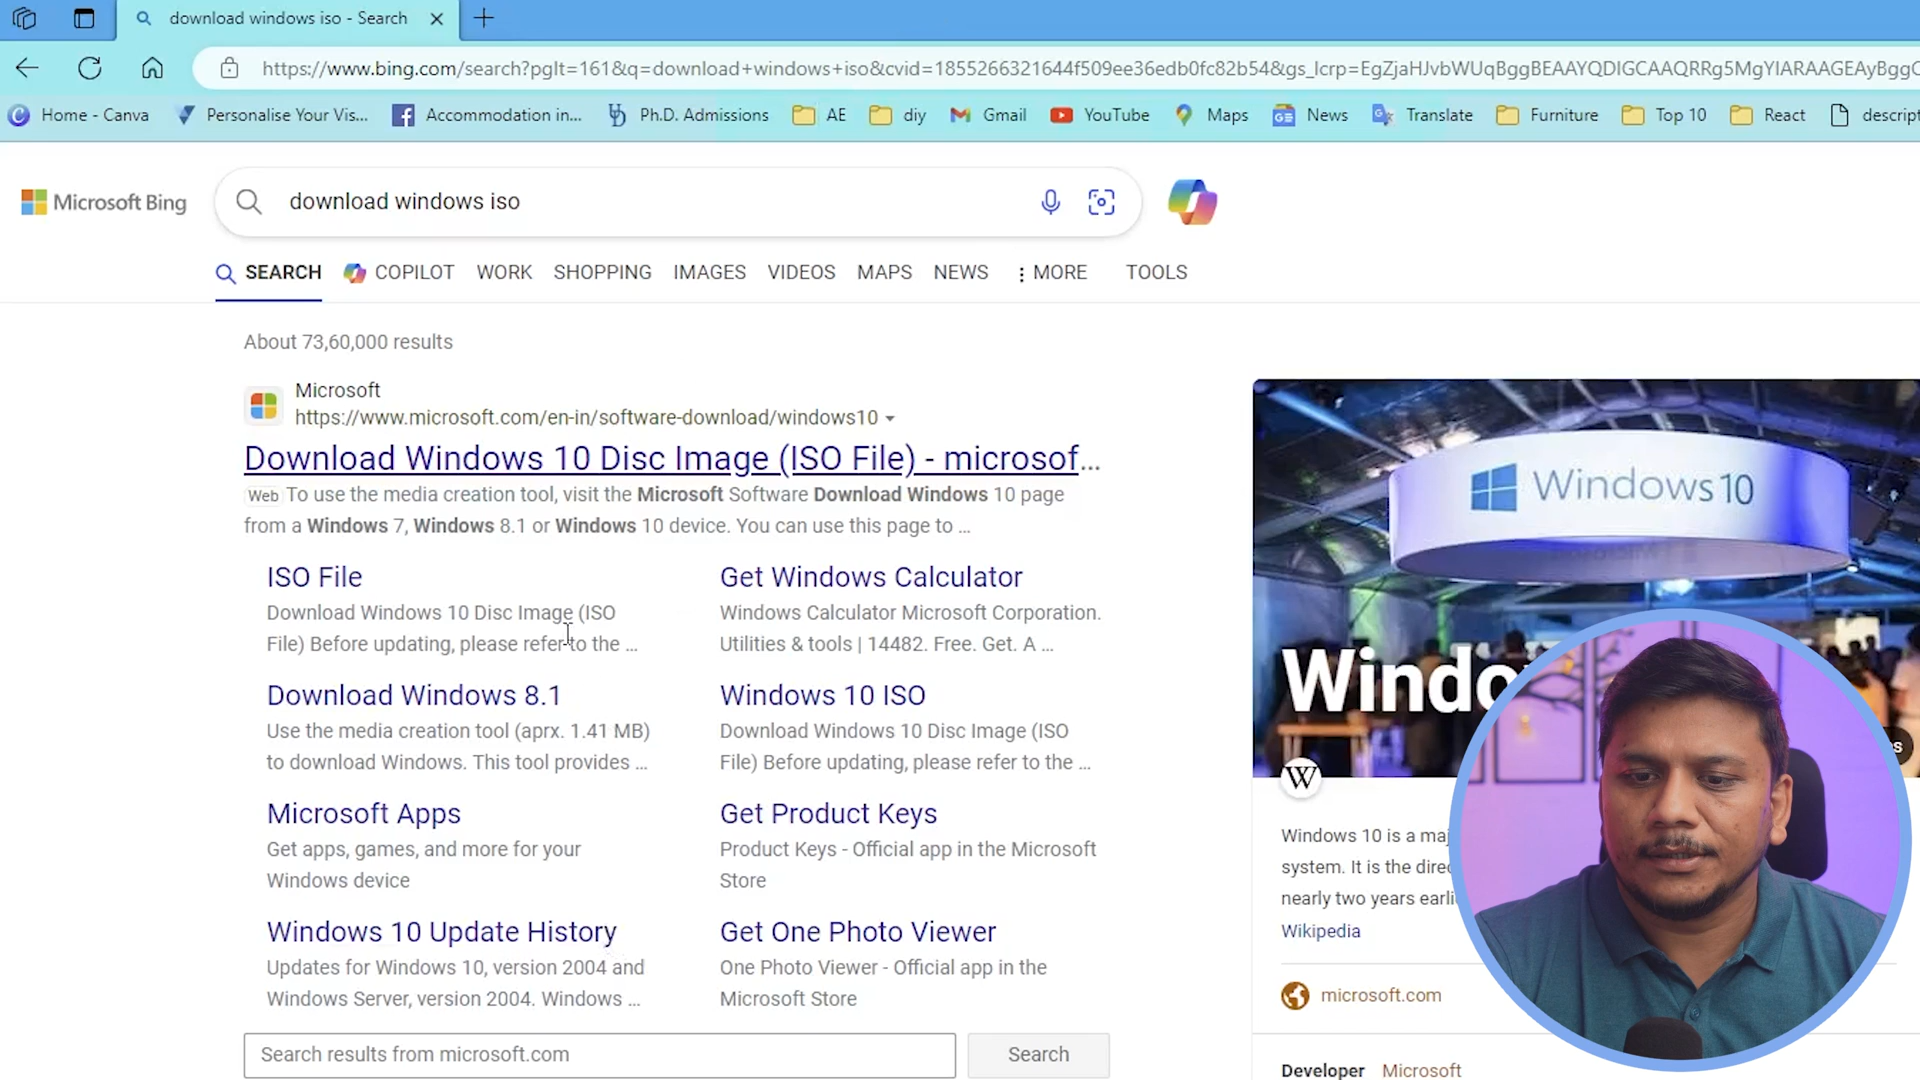 download windows iso - Search
https://www.bing.com/search?pglt=161&q=download+windows+iso&cvid=1855266321644f509ee36edb0fc82b54&gs_lcrp=EgZjaHJvbWUqBggBEAAYQDIGCAAQRRg5MgYIARAAGEAyBggC
Home - Canva Personalise Your Vis... Accommodation in... Ph.D. Admissions AE diy Gmail YouTube Maps News Translate Furniture Top 10 React descript
Microsoft Bing download windows iso
SEARCH COPILOT WORK SHOPPING IMAGES VIDEOS MAPS NEWS MORE TOOLS
About 73,60,000 results
Microsoft
https://www.microsoft.com/en-in/software-download/windows10
Download Windows 10 Disc Image (ISO File) - microsof...
Web To use the media creation tool, visit the Microsoft Software Download Windows 10 page
from a Windows 7, Windows 8.1 or Windows 10 device. You can use this page to ...
ISO File
Download Windows 10 Disc Image (ISO
File) Before updating, please refer to the ...
Get Windows Calculator
Windows Calculator Microsoft Corporation.
Utilities & tools | 14482. Free. Get. A ...
Download Windows 8.1
Use the media creation tool (aprx. 1.41 MB)
to download Windows. This tool provides ...
Windows 10 ISO
Download Windows 10 Disc Image (ISO
File) Before updating, please refer to the ...
Microsoft Apps
Get apps, games, and more for your
Windows device
Get Product Keys
Product Keys - Official app in the Microsoft
Store
Windows 10 Update History
Updates for Windows 10, version 2004 and
Windows Server, version 2004. Windows ...
Get One Photo Viewer
One Photo Viewer - Official app in the
Microsoft Store
Search results from microsoft.com Search
Windows 10
Windo
W
Windows 10 is a maj
system. It is the direc
nearly two years earli
Wikipedia
microsoft.com
Developer Microsoft